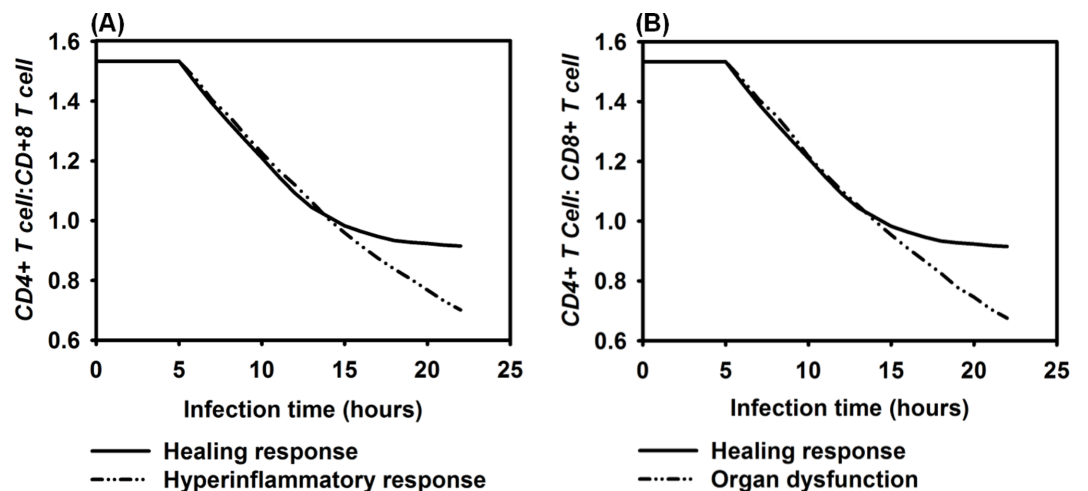 (A)
CD4+ T cell:CD+8 T cell
1.6
1.4
1.2
1.0
0.8
0.6
0 5 10 15 20 25
Infection time (hours)
Healing response
Hyperinflammatory response
(B)
CD4+ T Cell: CD8+ T cell
1.6
1.4
1.2
1.0
0.8
0.6
0 5 10 15 20 25
Infection time (hours)
Healing response
Organ dysfunction